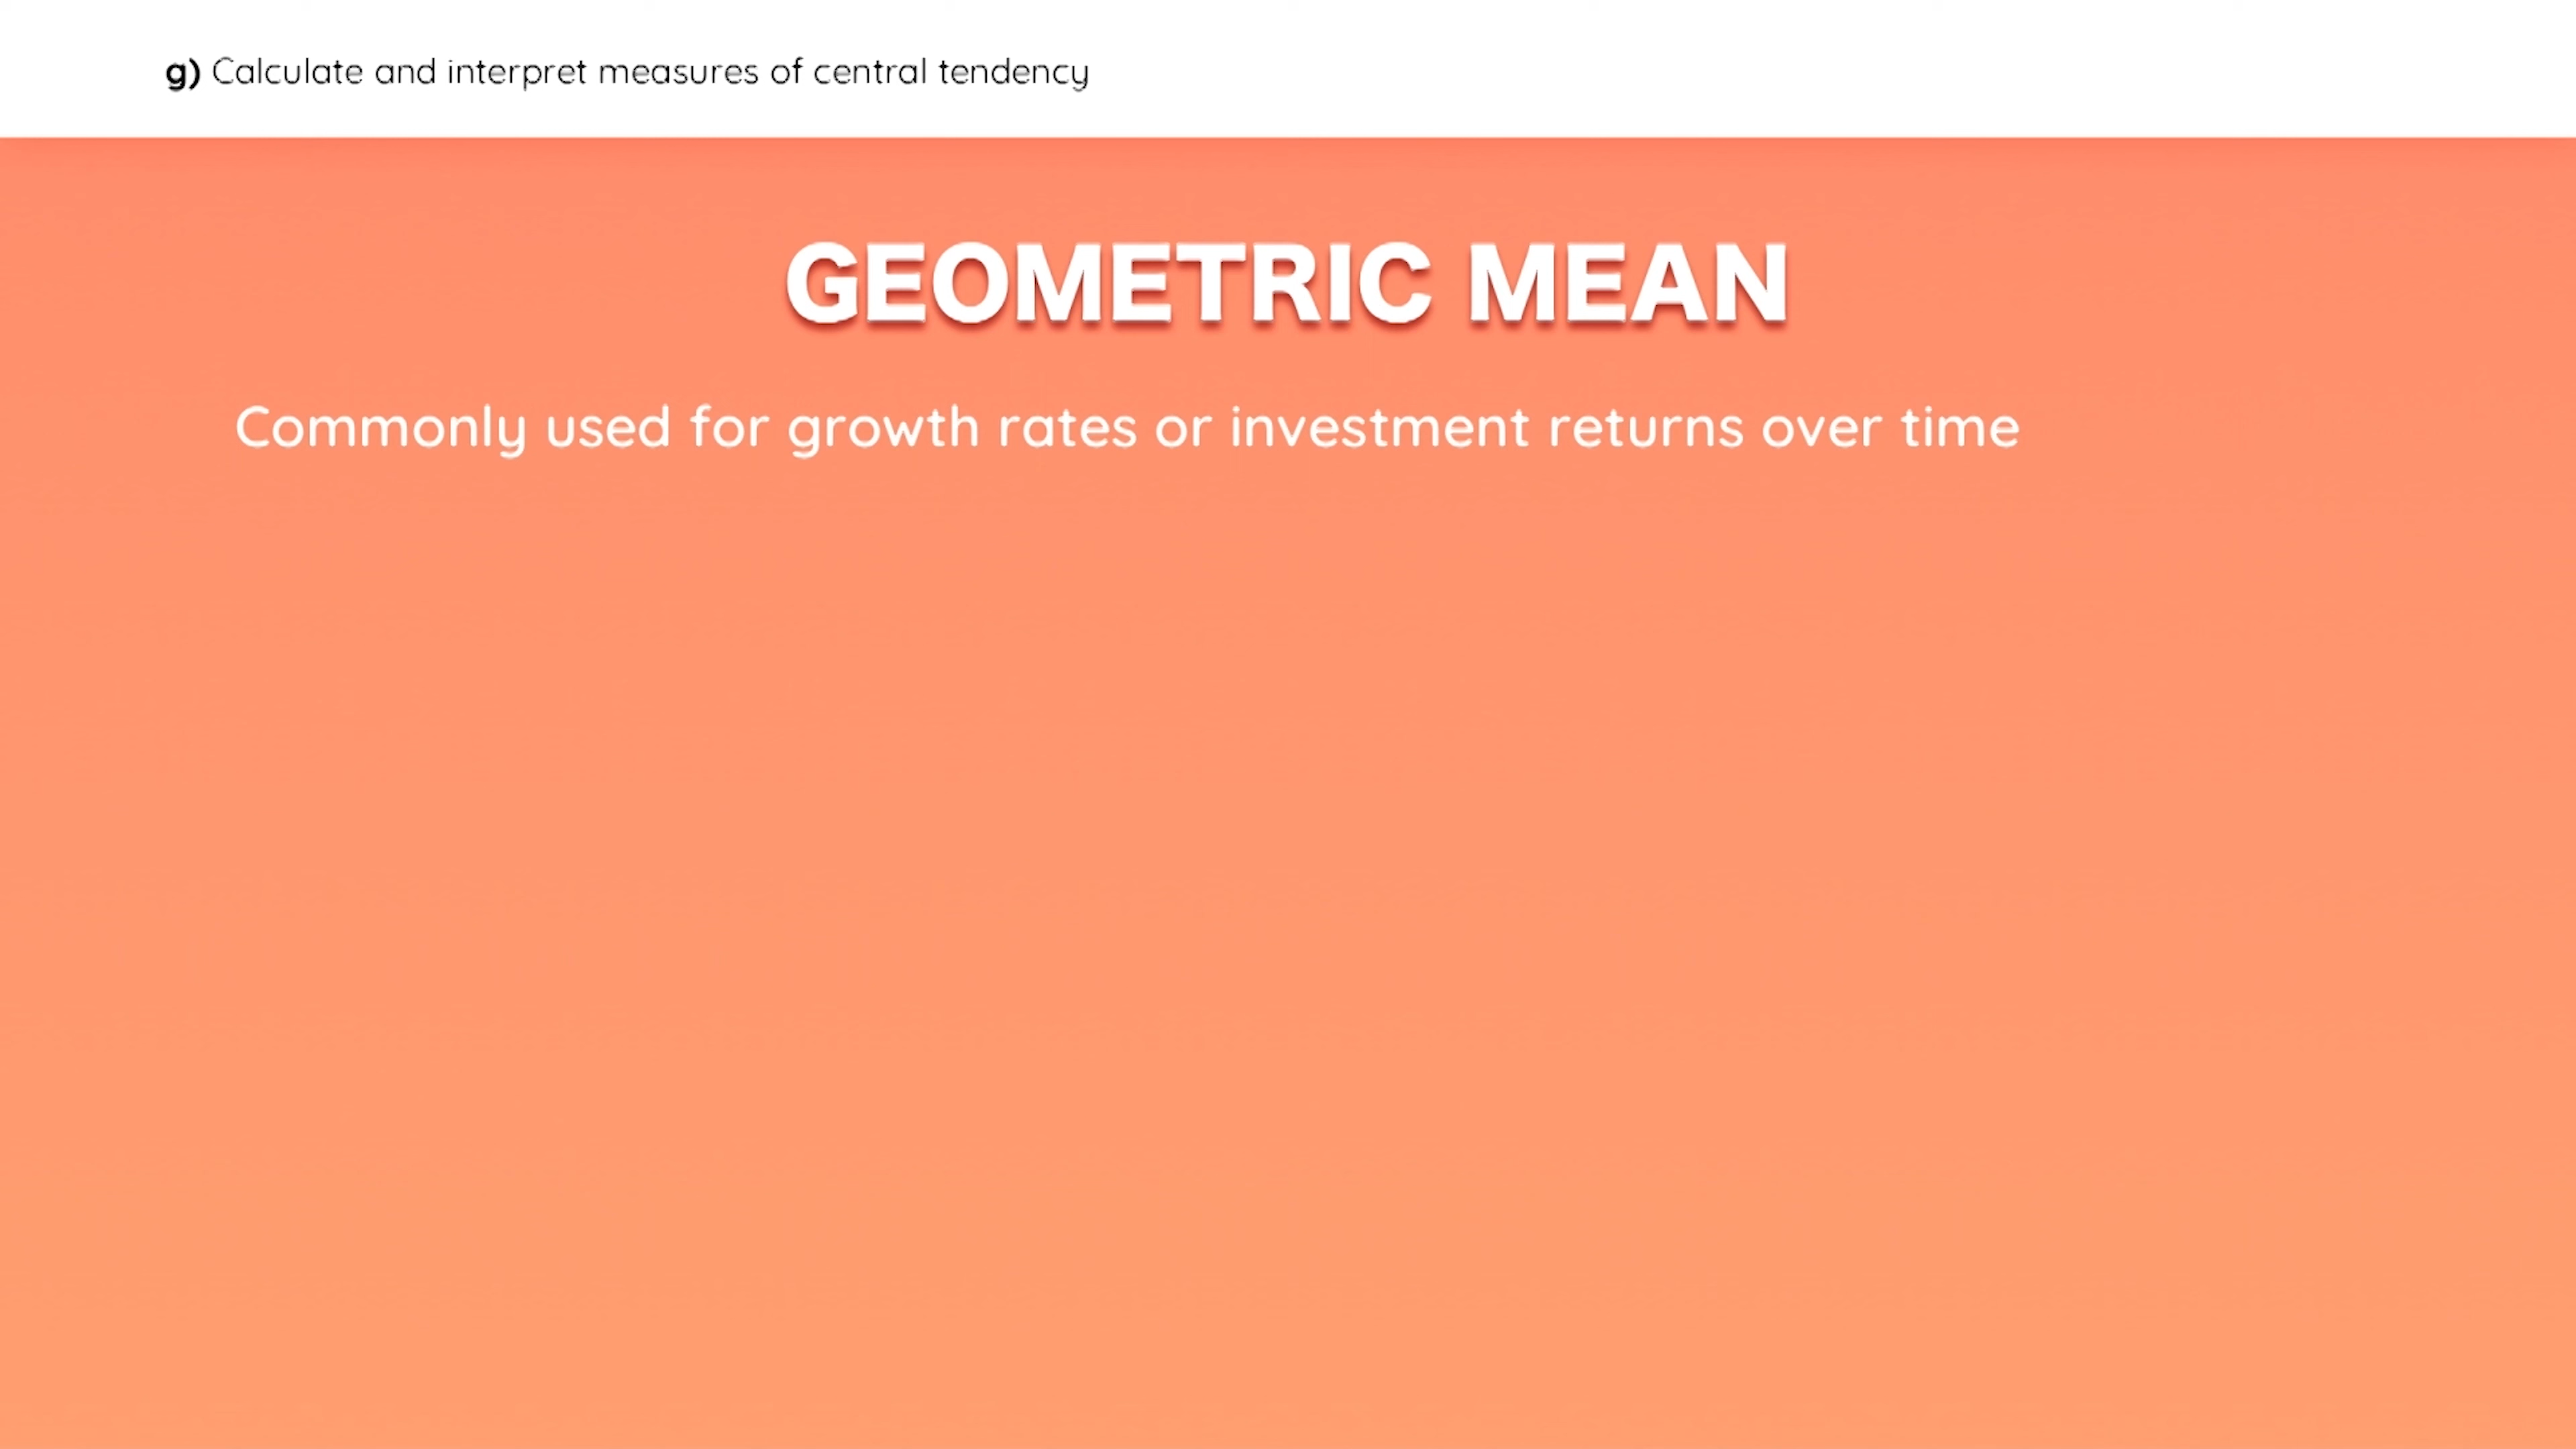 g) Calculate and interpret measures of central tendency
GEOMETRIC MEAN
Commonly used for growth rates or investment returns over time